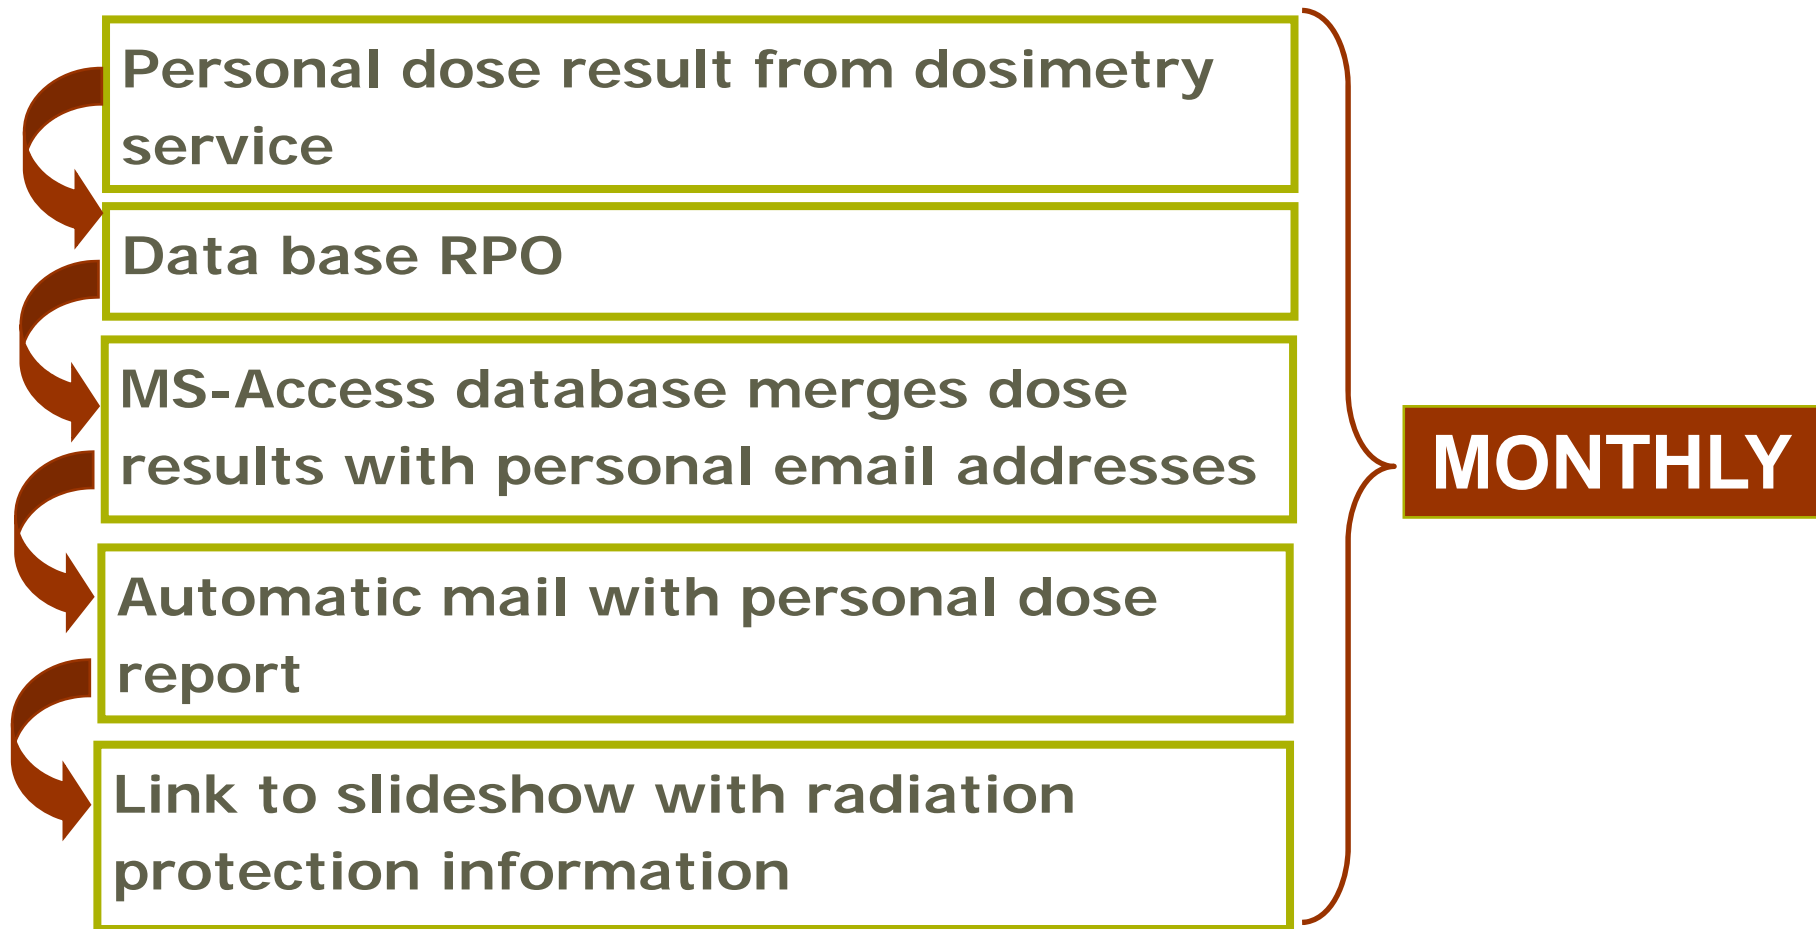 Personal dose result from dosimetry
service
Data base RPO
MS-Access database merges dose
results with personal email addresses
Automatic mail with personal dose
report
Link to slideshow with radiation
protection information
MONTHLY